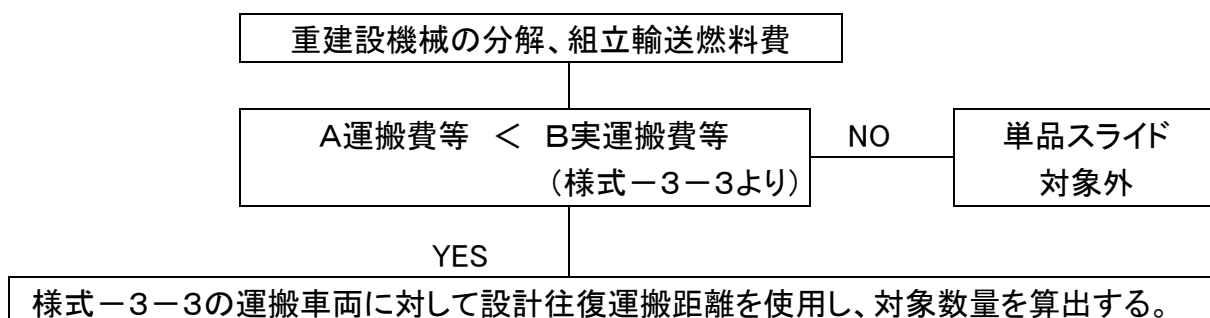 重建設機械の分解、組立輸送燃料費
A運搬費等 < B実運搬費等
(様式-3-3より)
NO
単品スライド
対象外
YES
様式-3-3の運搬車両に対して設計往復運搬距離を使用し、対象数量を算出する。